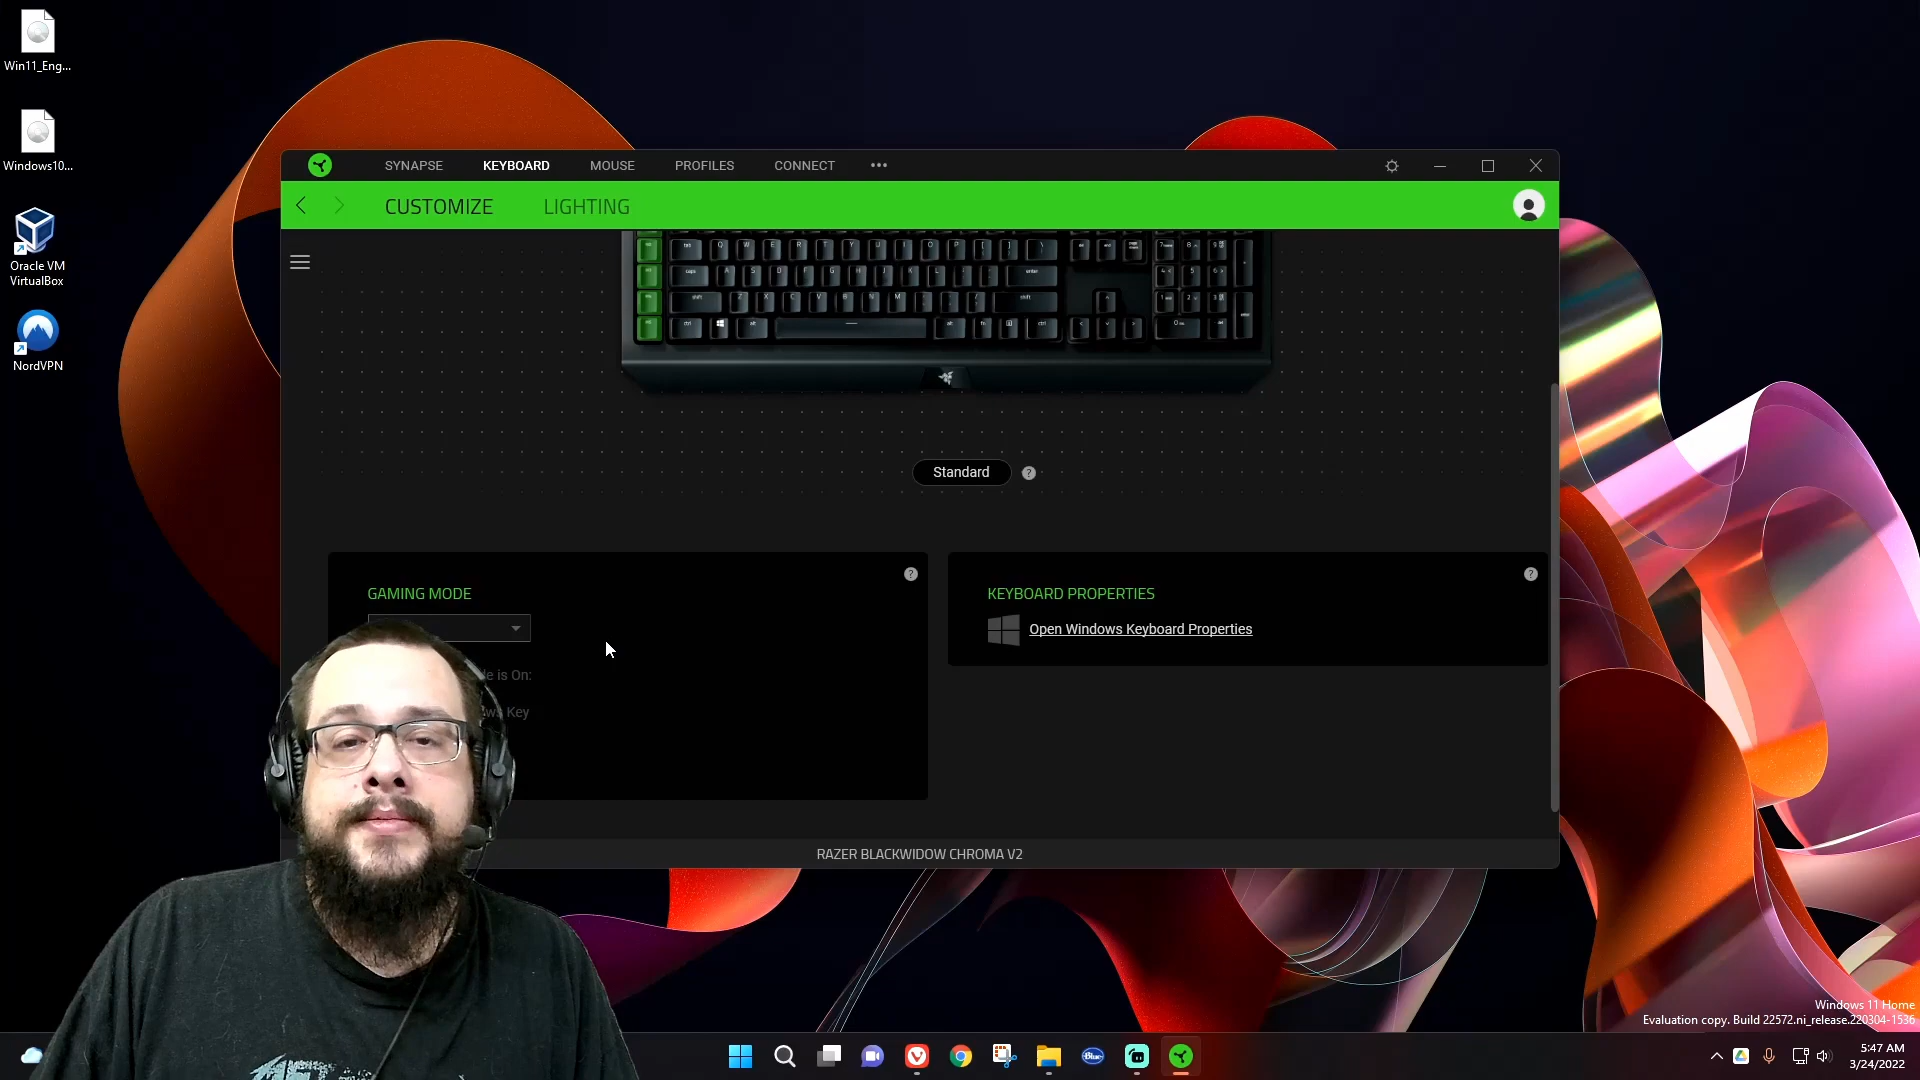 Win11_Eng...
Windows10...
Oracle VM
VirtualBox
NordVPN
SYNAPSE KEYBOARD MOUSE PROFILES CONNECT •••
CUSTOMIZE LIGHTING
Standard ?
GAMING MODE ?
is On:
Key
KEYBOARD PROPERTIES ?
Open Windows Keyboard Properties
RAZER BLACKWIDOW CHROMA V2
Windows 11 Home
Evaluation copy. Build 22572.ni_release.220304-1536
Blue
5:47 AM
3/24/2022